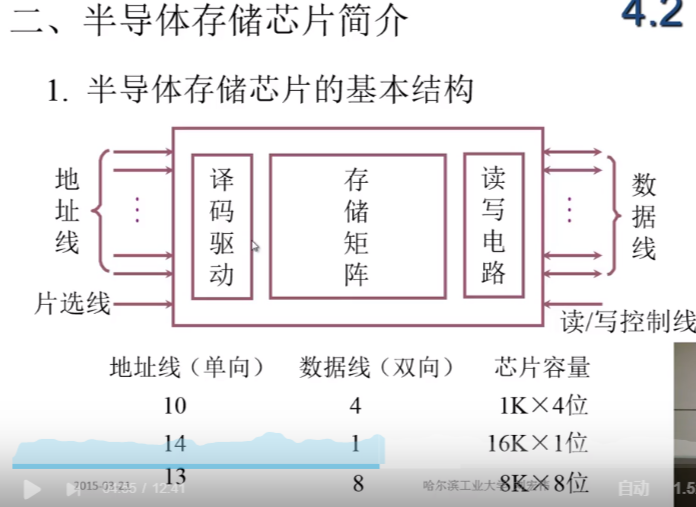 二、半导体存储芯片简介
4.2
1. 半导体存储芯片的基本结构
地址线
片选线
译码驱动
存储矩阵
读写电路
数据线
读/写控制线
地址线（单向） 数据线（双向） 芯片容量
10 4 1K×4位
14 1 16K×1位
13 8 8K×8位
2015-03-21
/ 12:41
哈尔滨工业大学
自动
1.5